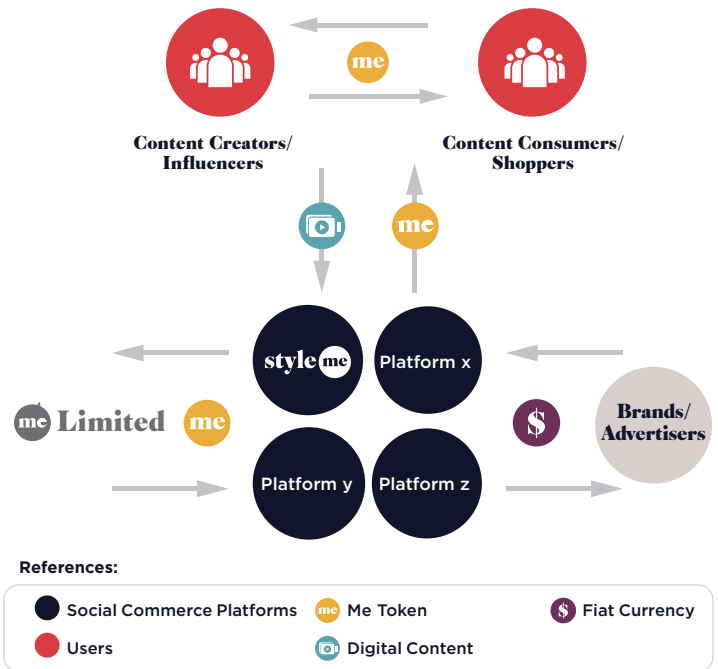 me
Content Creators/
Influencers
Content Consumers/
Shoppers
me
style me
Platform x
me Limited
me
$
Brands/
Advertisers
Platform y
Platform z
References:
Social Commerce Platforms
me Me Token
$ Fiat Currency
Users
Digital Content